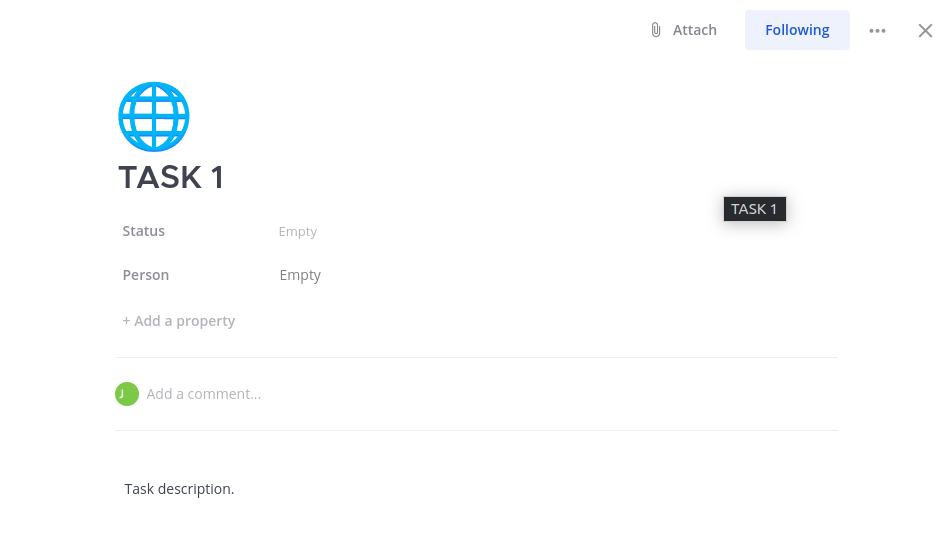 Attach
Following
TASK 1
TASK 1
Status Empty
Person Empty
+ Add a property
J Add a comment...
Task description.